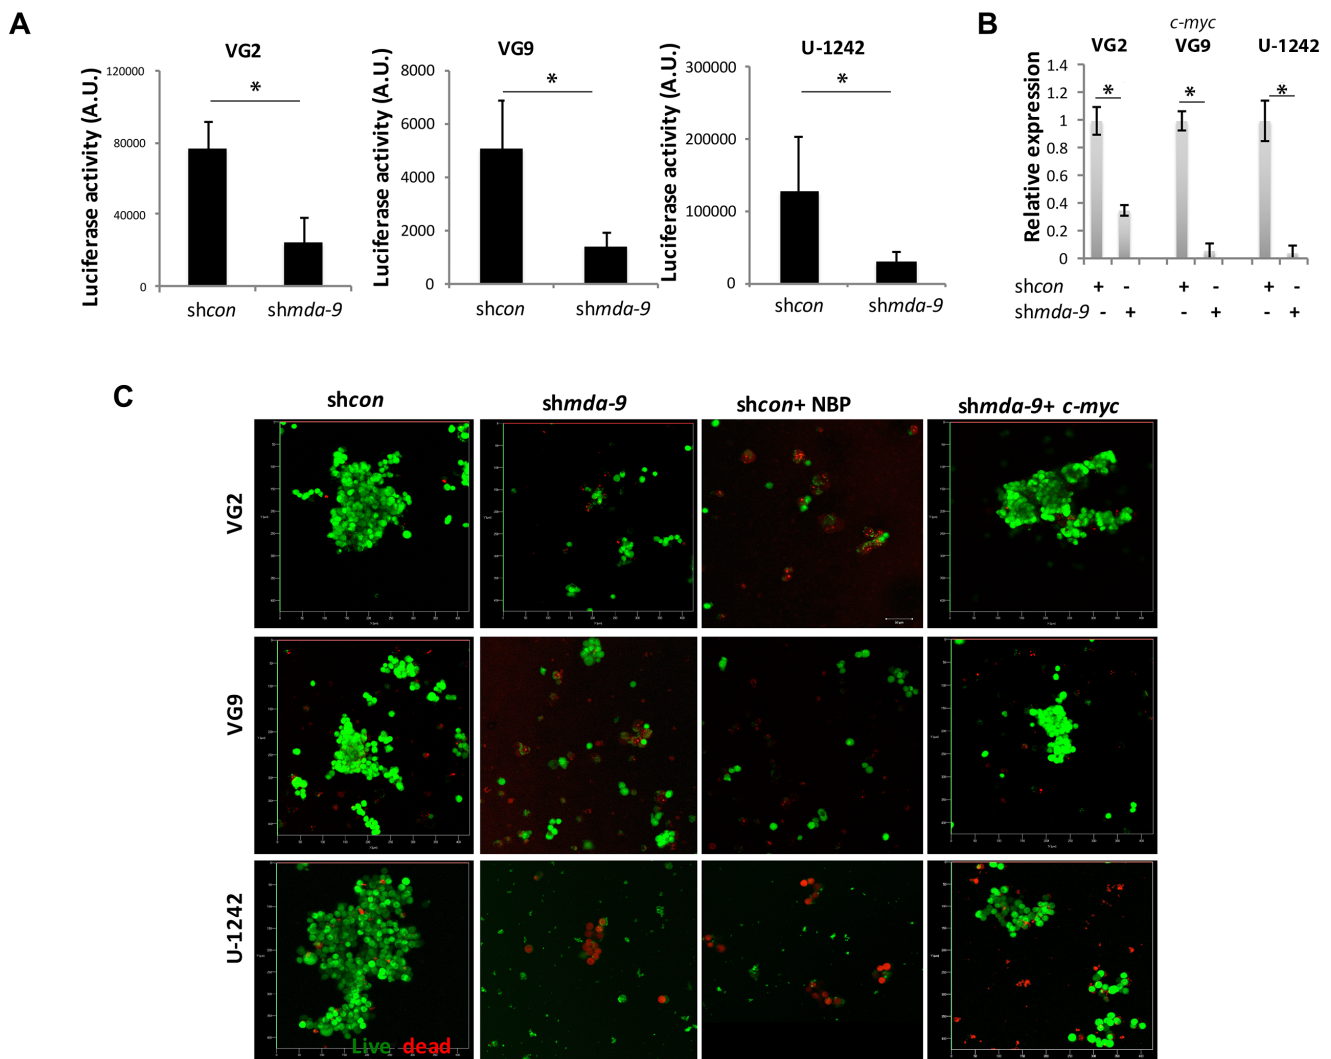 A
VG2
Luciferase activity (A.U.)
120000
80000
40000
0
*
shcon shmda-9
VG9
Luciferase activity (A.U.)
8000
6000
4000
2000
0
*
shcon shmda-9
U-1242
Luciferase activity (A.U.)
300000
200000
100000
0
*
shcon shmda-9
B
c-myc
VG2 VG9 U-1242
Relative expression
1.4
1.2
1
0.8
0.6
0.4
0.2
0
* * *
shcon + - + - + -
shmda-9 - + - + - +
C
shcon shmda-9 shcon+ NBP shmda-9+ c-myc
VG2
VG9
U-1242
Live dead